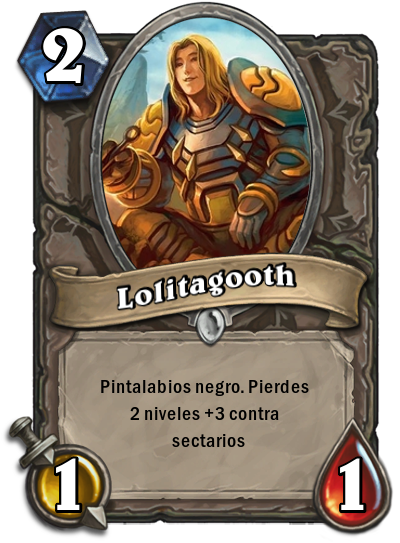 2
Lolitagooth
Pintalabios negro. Pierdes
2 niveles +3 contra
sectarios
1
1